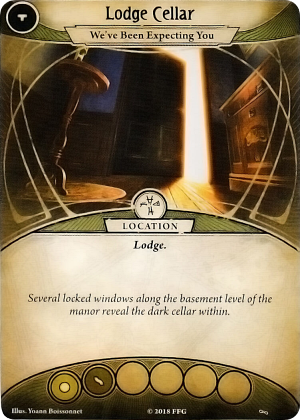 Lodge Cellar
We've Been Expecting You
LOCATION
Lodge.
Several locked windows along the basement level of the
manor reveal the dark cellar within.
Illus. Yoann Boissonnet
© 2018 FFG